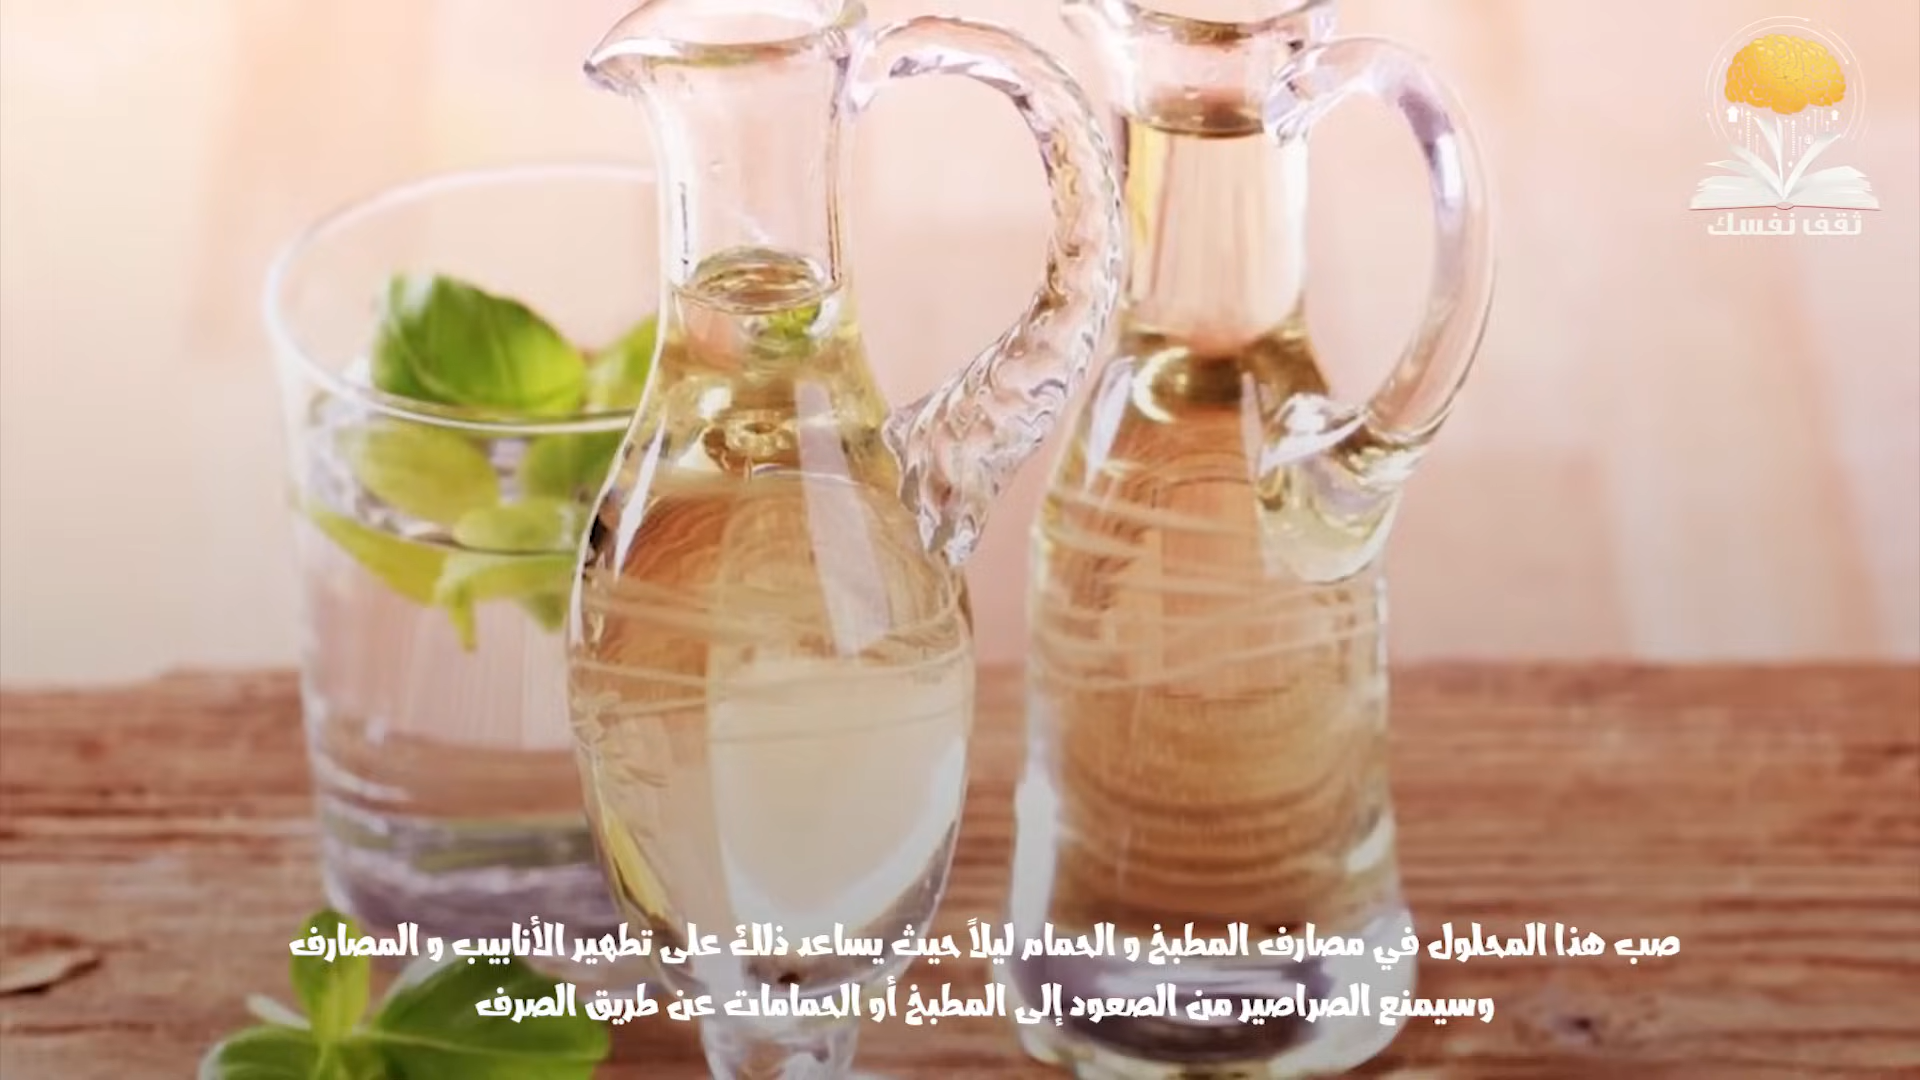 ثقف نفسك
صب هذا المحلول في مصارف المطبخ و الحمام ليلاً حيث يساعد ذلك على تطهير الأنابيب و المصارف
وسيمنع الصراصير من الصعود إلى المطبخ أو الحمامات عن طريق الصرف